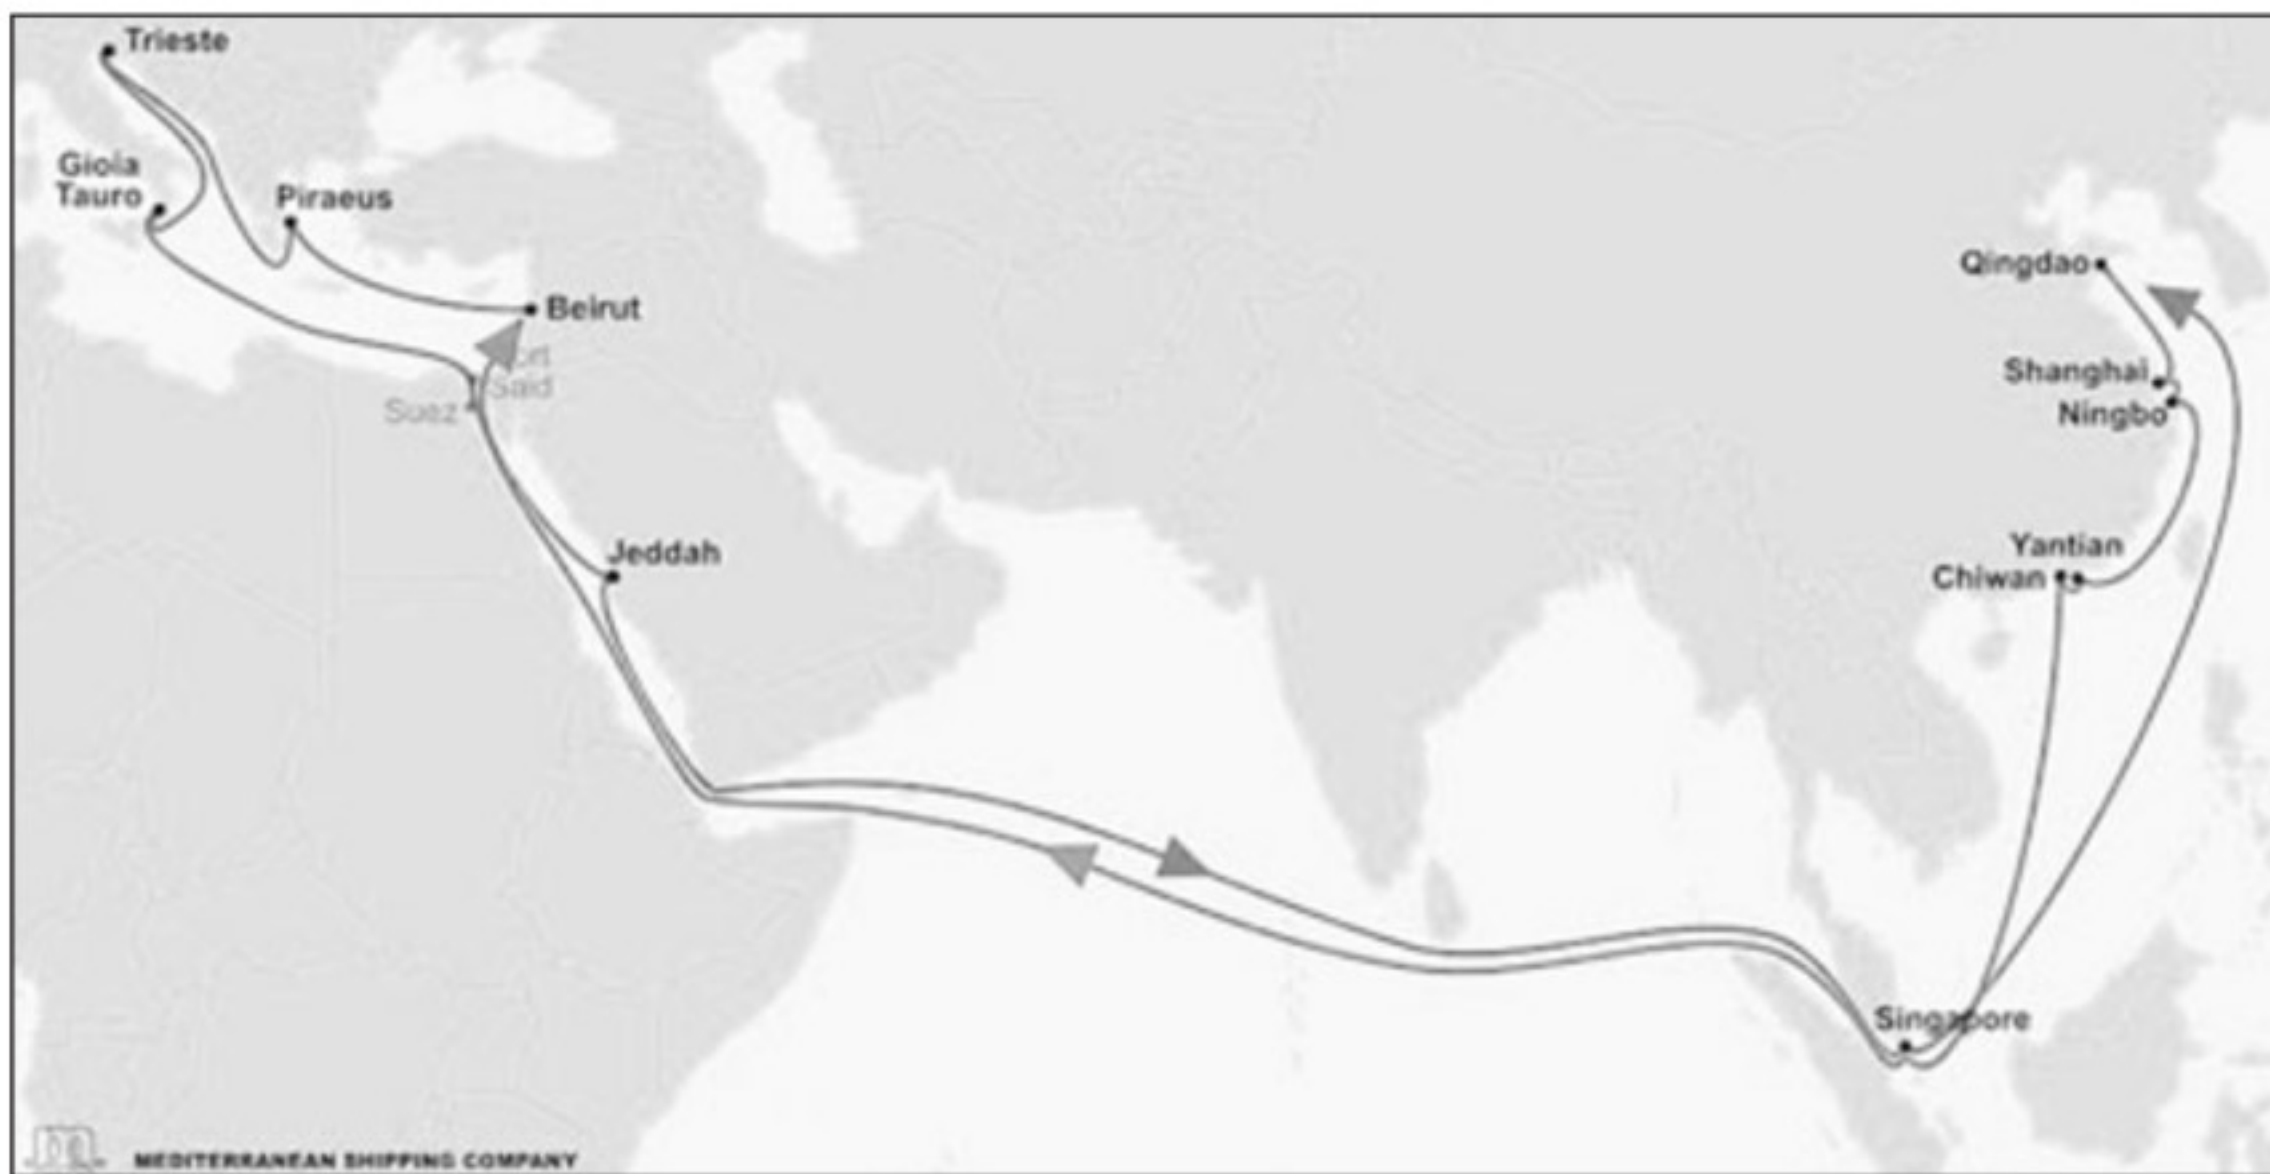 Trieste
Gioia
Tauro
Piraeus
Beirut
Said
Suez
Jeddah
Qingdao
Shanghai
Ningbo
Yantian
Chiwan
Singapore
MEDITERRANEAN SHIPPING COMPANY